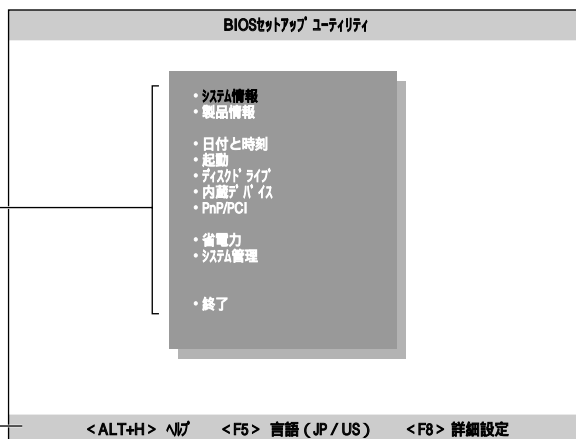 BIOSｾｯﾄｱｯﾌﾟ ﾕｰﾃｨﾘﾃｨ
・ｼｽﾃﾑ情報
・製品情報
・日付と時刻
・起動
・ﾃﾞｨｽｸﾄﾞﾗｲﾌﾞ
・内蔵ﾃﾞﾊﾞｲｽ
・PnP/PCI
・省電力
・ｼｽﾃﾑ管理
・終了
<ALT+H> ﾍﾙﾌﾟ <F5> 言語 ( JP / US ) <F8> 詳細設定